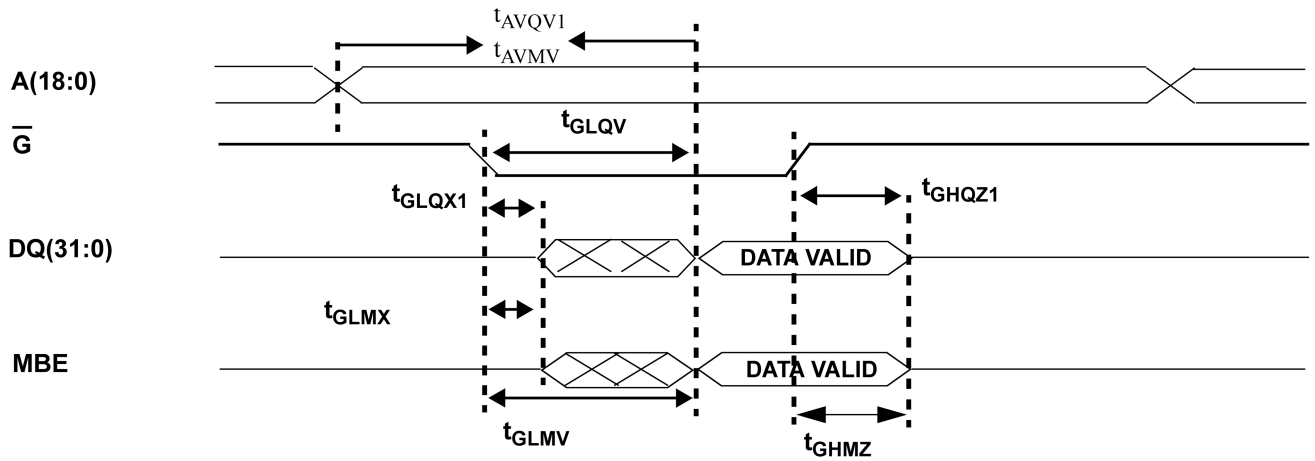 tAVQV1
tAVMV
A(18:0)
tGLQV
G
tGLQX1
tGHQZ1
DQ(31:0)
DATA VALID
tGLMX
MBE
DATA VALID
tGLMV
tGHMZ